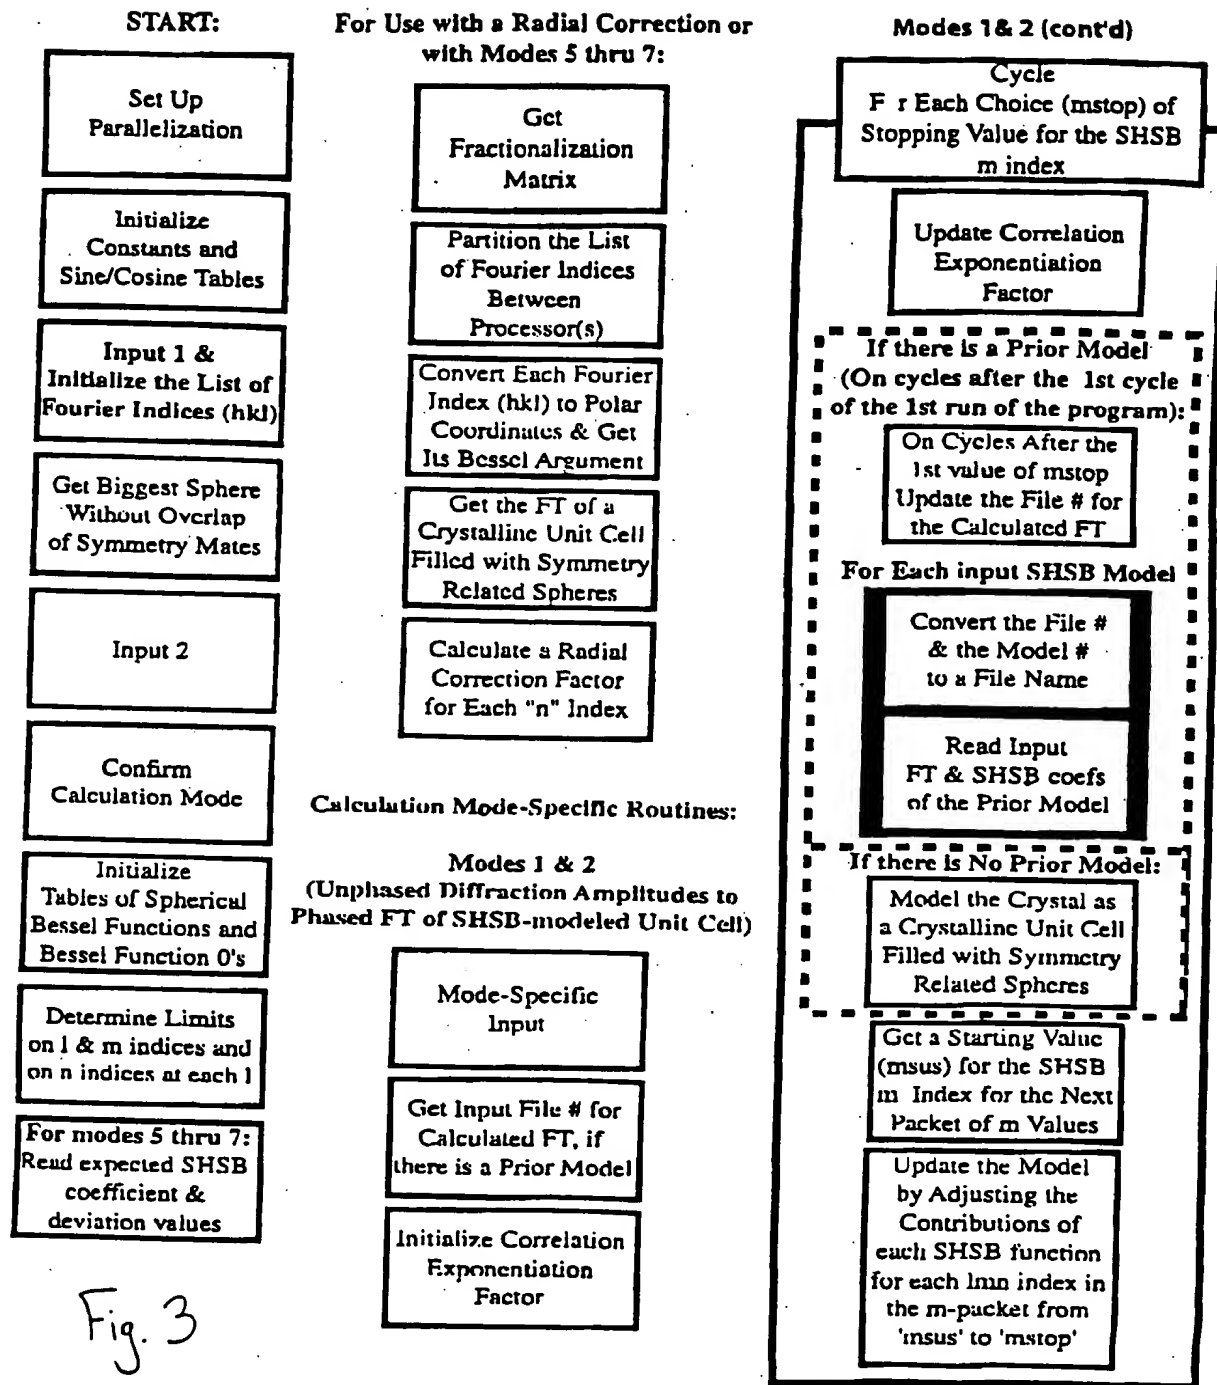 START:
Set Up
Parallelization
Initialize
Constants and
Sine/Cosine Tables
Input 1 &
Initialize the List of
Fourier Indices (hkl)
Get Biggest Sphere
Without Overlap
of Symmetry Mates
Input 2
Confirm
Calculation Mode
Initialize
Tables of Spherical
Bessel Functions and
Bessel Function 0's
Determine Limits
on l & m indices and
on n indices at each l
For modes 5 thru 7:
Read expected SHSB
coefficient &
deviation values
Fig. 3
For Use with a Radial Correction or
with Modes 5 thru 7:
Get
Fractionalization
Matrix
Partition the List
of Fourier Indices
Between
Processor(s)
Convert Each Fourier
Index (hkl) to Polar
Coordinates & Get
Its Bessel Argument
Get the FT of a
Crystalline Unit Cell
Filled with Symmetry
Related Spheres
Calculate a Radial
Correction Factor
for Each "n" Index
Calculation Mode-Specific Routines:
Modes 1 & 2
(Unphased Diffraction Amplitudes to
Phased FT of SHSB-modeled Unit Cell)
Mode-Specific
Input
Get Input File # for
Calculated FT, if
there is a Prior Model
Initialize Correlation
Exponentiation
Factor
Modes 1& 2 (cont'd)
Cycle
F r Each Choice (mstop) of
Stopping Value for the SHSB
m index
Update Correlation
Exponentiation
Factor
If there is a Prior Model
(On cycles after the 1st cycle
of the 1st run of the program):
On Cycles After the
1st value of mstop
Update the File # for
the Calculated FT
For Each input SHSB Model
Convert the File #
& the Model #
to a File Name
Read Input
FT & SHSB coefs
of the Prior Model
If there is No Prior Model:
Model the Crystal as
a Crystalline Unit Cell
Filled with Symmetry
Related Spheres
Get a Starting Value
(msus) for the SHSB
m Index for the Next
Packet of m Values
Update the Model
by Adjusting the
Contributions of
each SHSB function
for each lmn index in
the m-packet from
'msus' to 'mstop'